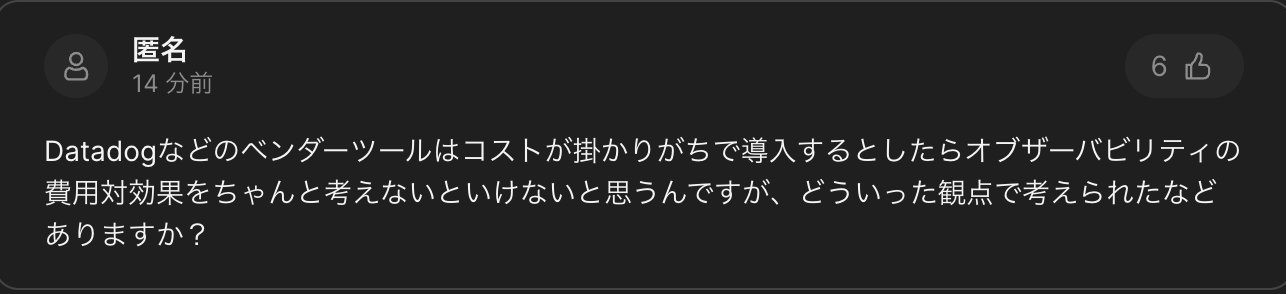 匿名
14 分前
6
Datadogなどのベンダーツールはコストが掛かりがちで導入するとしたらオブザーバビリティの
費用対効果をちゃんと考えないといけないと思うんですが、どういった観点で考えられたなど
ありますか？